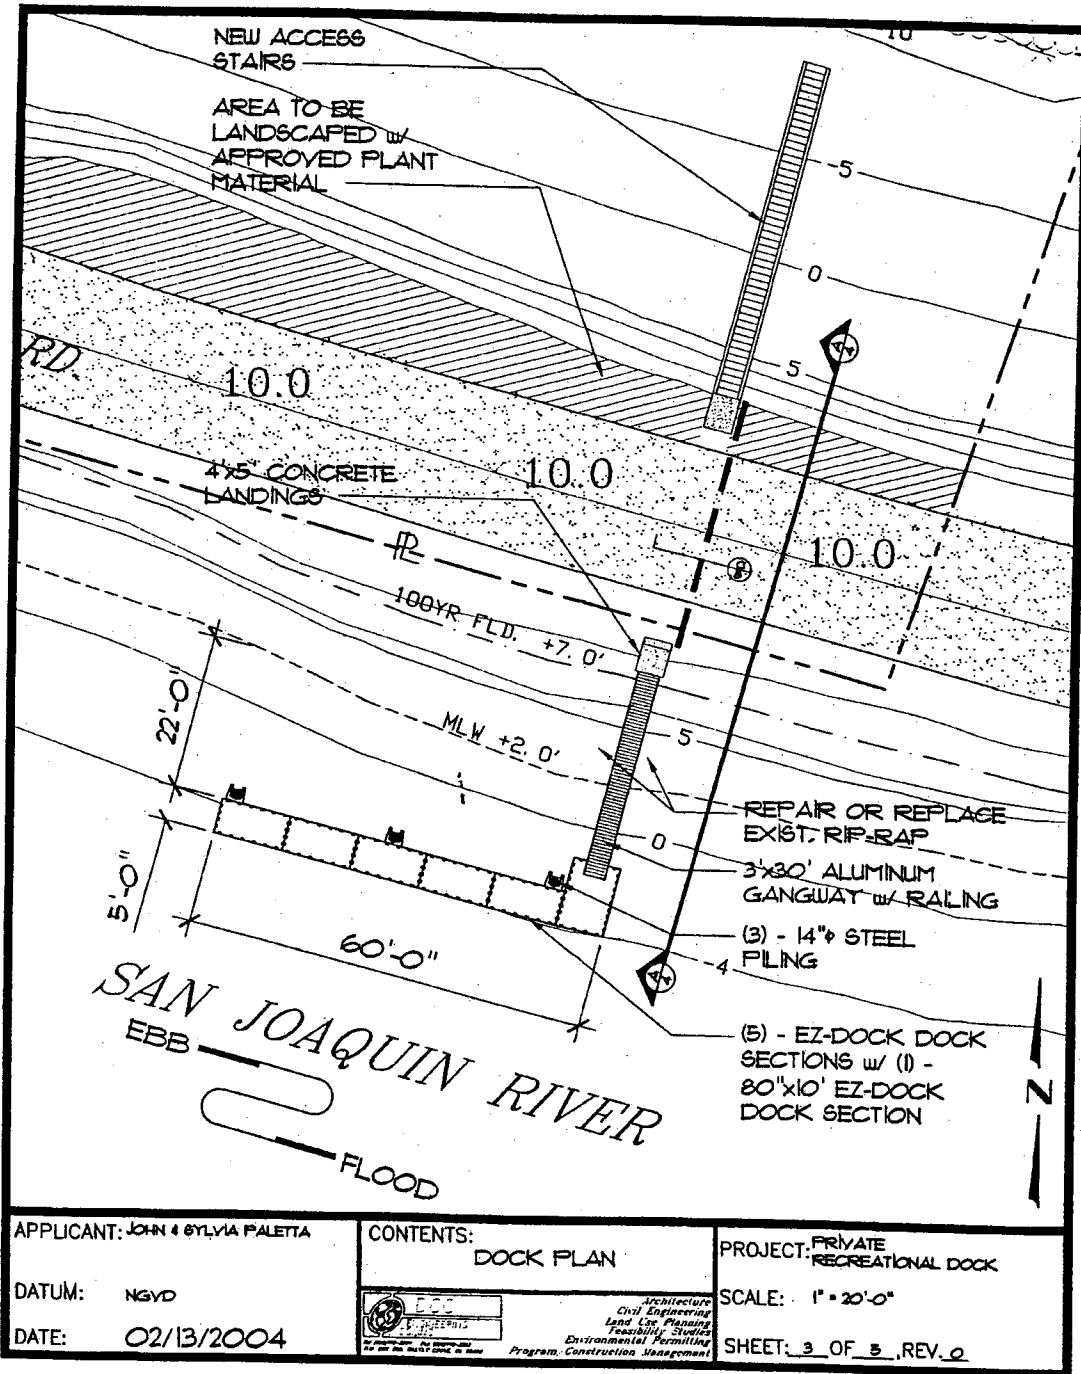 NEW ACCESS
STAIRS
10
AREA TO BE
LANDSCAPED w/
APPROVED PLANT
MATERIAL
-5
0
5
RD.
10.0
4'x5' CONCRETE
LANDINGS
10.0
10.0
PL
100YR FLD. +7.0'
22'-0"
MLW +2.0'
5
REPAIR OR REPLACE
EXIST. RIP-RAP
0
3'x30' ALUMINUM
GANGWAY w/ RAILING
5'-0"
60'-0"
(3) - 14"φ STEEL
PILING
-4
SAN JOAQUIN RIVER
EBB
FLOOD
(5) - EZ-DOCK DOCK
SECTIONS w/ (1) -
80"x10' EZ-DOCK
DOCK SECTION
N
APPLICANT: JOHN & SYLVIA PALETTA
DATUM: NGVD
DATE: 02/13/2004
CONTENTS:
DOCK PLAN
Architecture
Civil Engineering
Land Use Planning
Feasibility Studies
Environmental Permitting
Program, Construction Management
PROJECT: PRIVATE
RECREATIONAL DOCK
SCALE: 1" = 20'-0"
SHEET: 3 OF 5, REV. 0